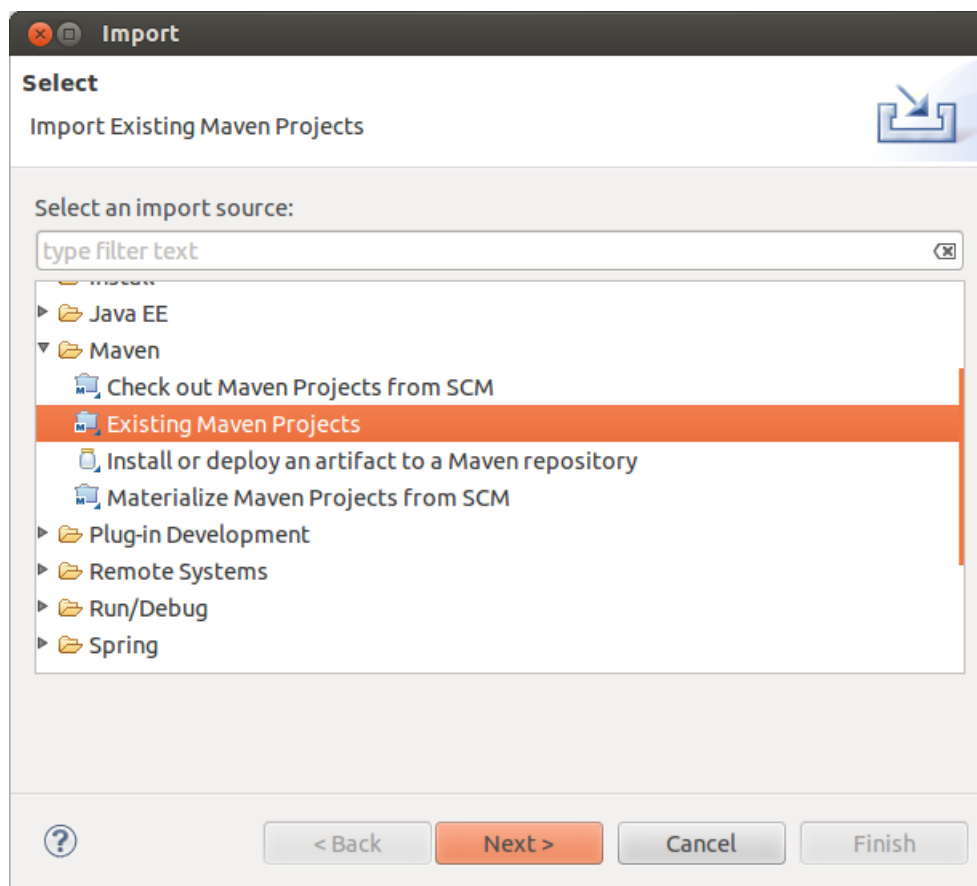 Import
Select
Import Existing Maven Projects
Select an import source:
type filter text
Install
Java EE
Maven
Check out Maven Projects from SCM
Existing Maven Projects
Install or deploy an artifact to a Maven repository
Materialize Maven Projects from SCM
Plug-in Development
Remote Systems
Run/Debug
Spring
< Back Next > Cancel Finish